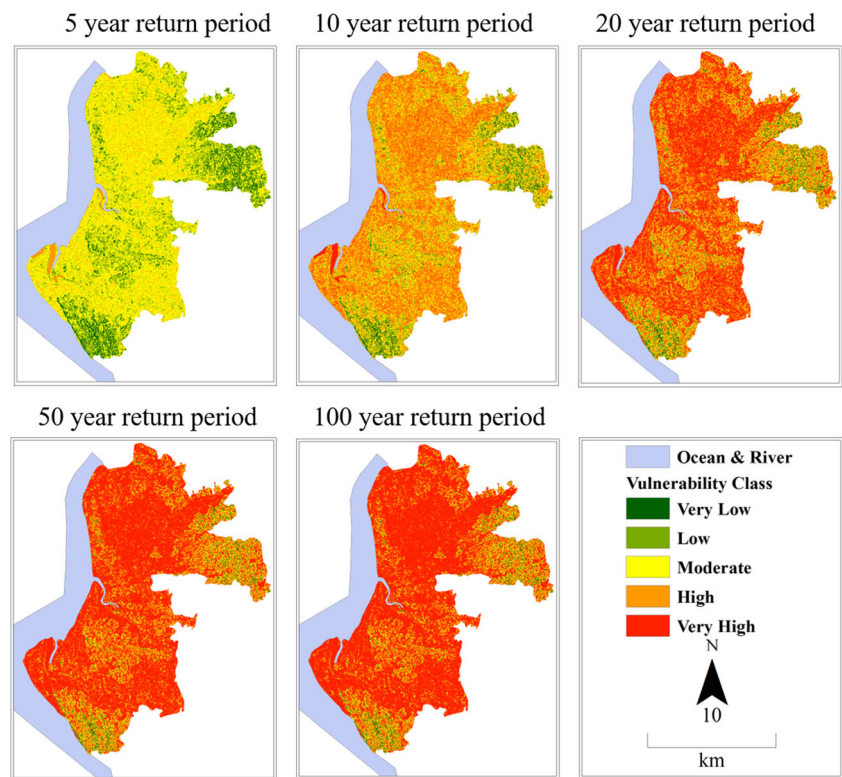 5 year return period
10 year return period
20 year return period
50 year return period
100 year return period
Ocean & River
Vulnerability Class
Very Low
Low
Moderate
High
Very High
N
10
km